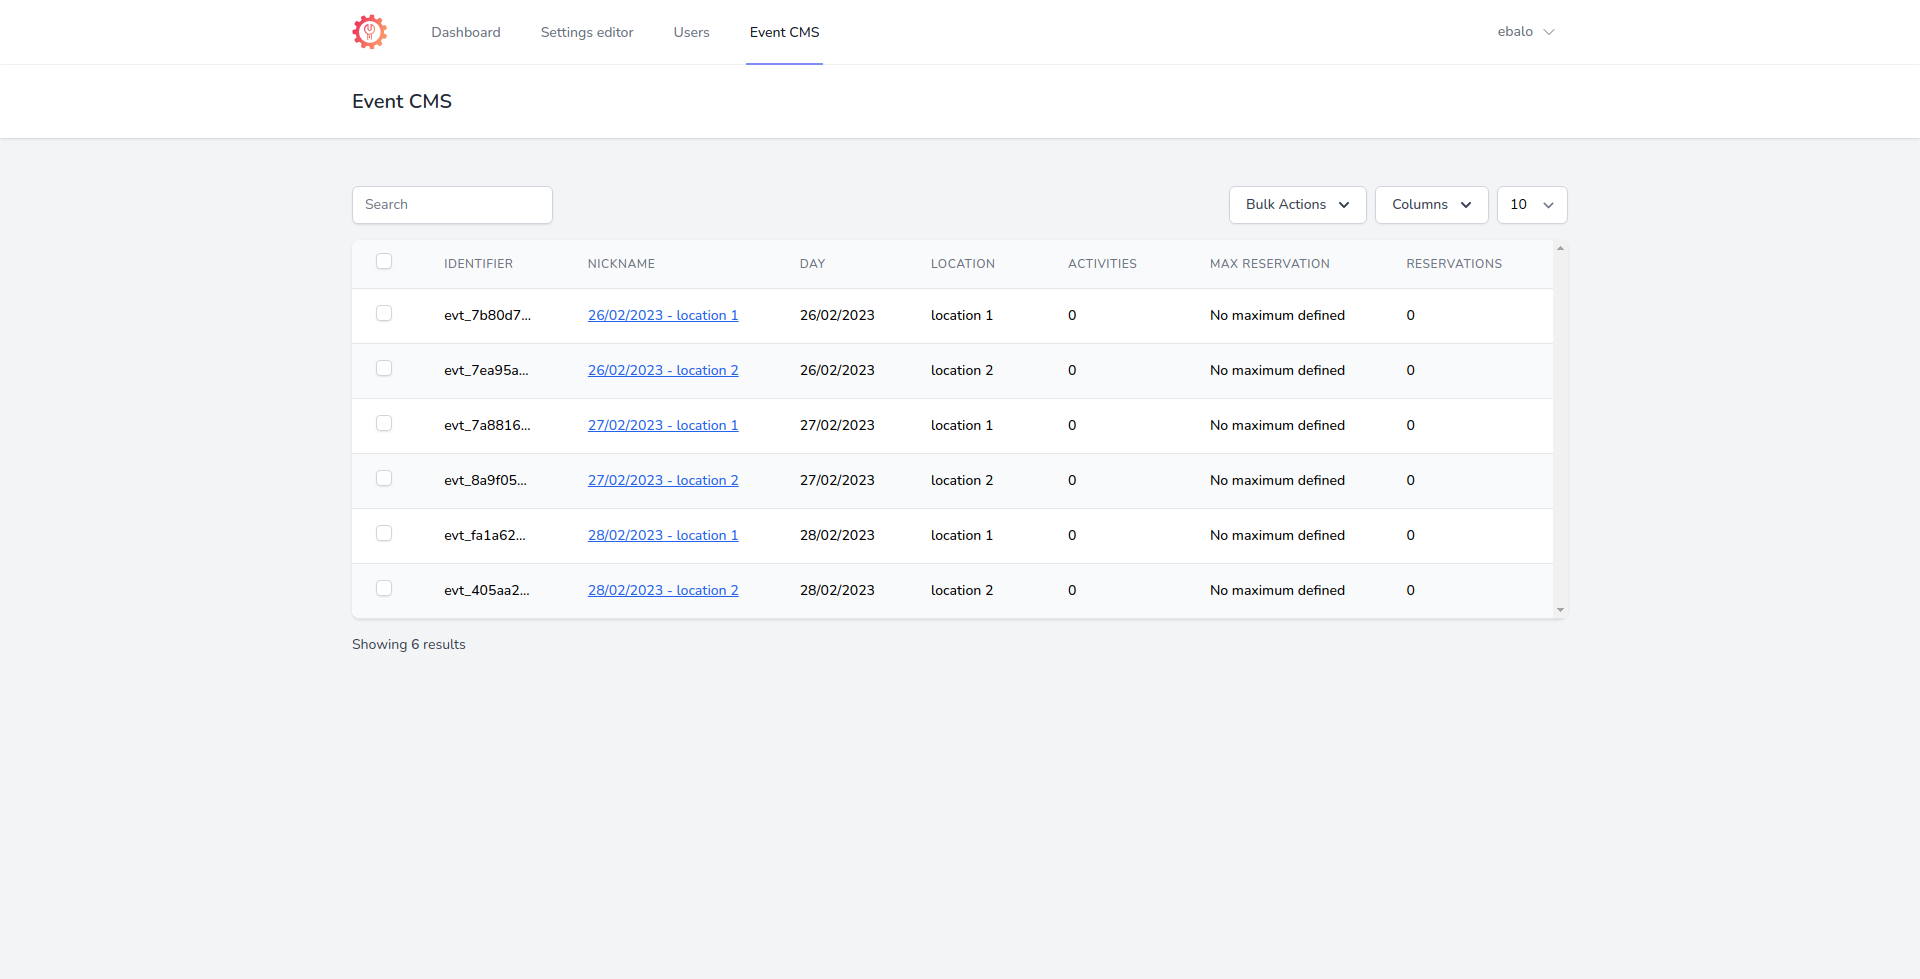 Dashboard Settings editor Users Event CMS ebalo
Event CMS
Search Bulk Actions Columns 10
IDENTIFIER NICKNAME DAY LOCATION ACTIVITIES MAX RESERVATION RESERVATIONS
evt_7b80d7... 26/02/2023 - location 1 26/02/2023 location 1 0 No maximum defined 0
evt_7ea95a... 26/02/2023 - location 2 26/02/2023 location 2 0 No maximum defined 0
evt_7a8816... 27/02/2023 - location 1 27/02/2023 location 1 0 No maximum defined 0
evt_8a9f05... 27/02/2023 - location 2 27/02/2023 location 2 0 No maximum defined 0
evt_fa1a62... 28/02/2023 - location 1 28/02/2023 location 1 0 No maximum defined 0
evt_405aa2... 28/02/2023 - location 2 28/02/2023 location 2 0 No maximum defined 0
Showing 6 results